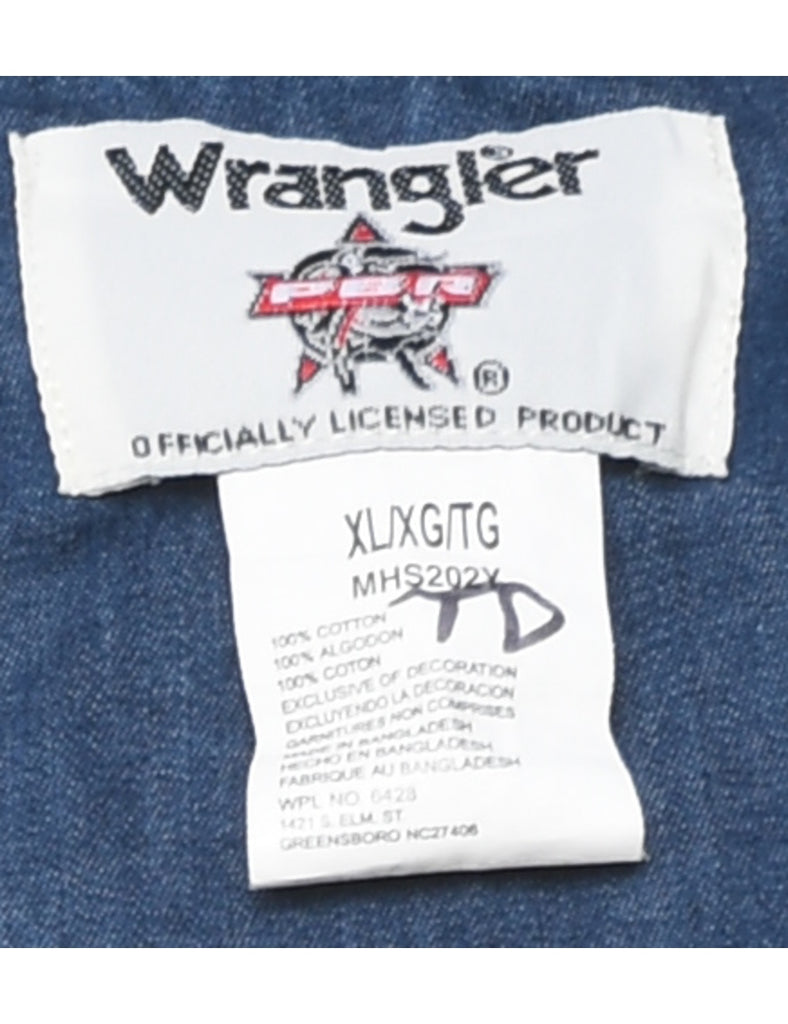 Wrangler
PBR
®
OFFICIALLY LICENSED PRODUCT
XL/XG/TG
MHS202Y
TD
100% COTTON
100% ALGODON
100% COTON
EXCLUSIVE OF DECORATION
EXCLUYENDO LA DECORACION
GARNITURES NON COMPRISES
MADE IN BANGLADESH
HECHO EN BANGLADESH
FABRIQUE AU BANGLADESH
WPL NO. 6428
1421 S. ELM. ST.
GREENSBORO NC27406